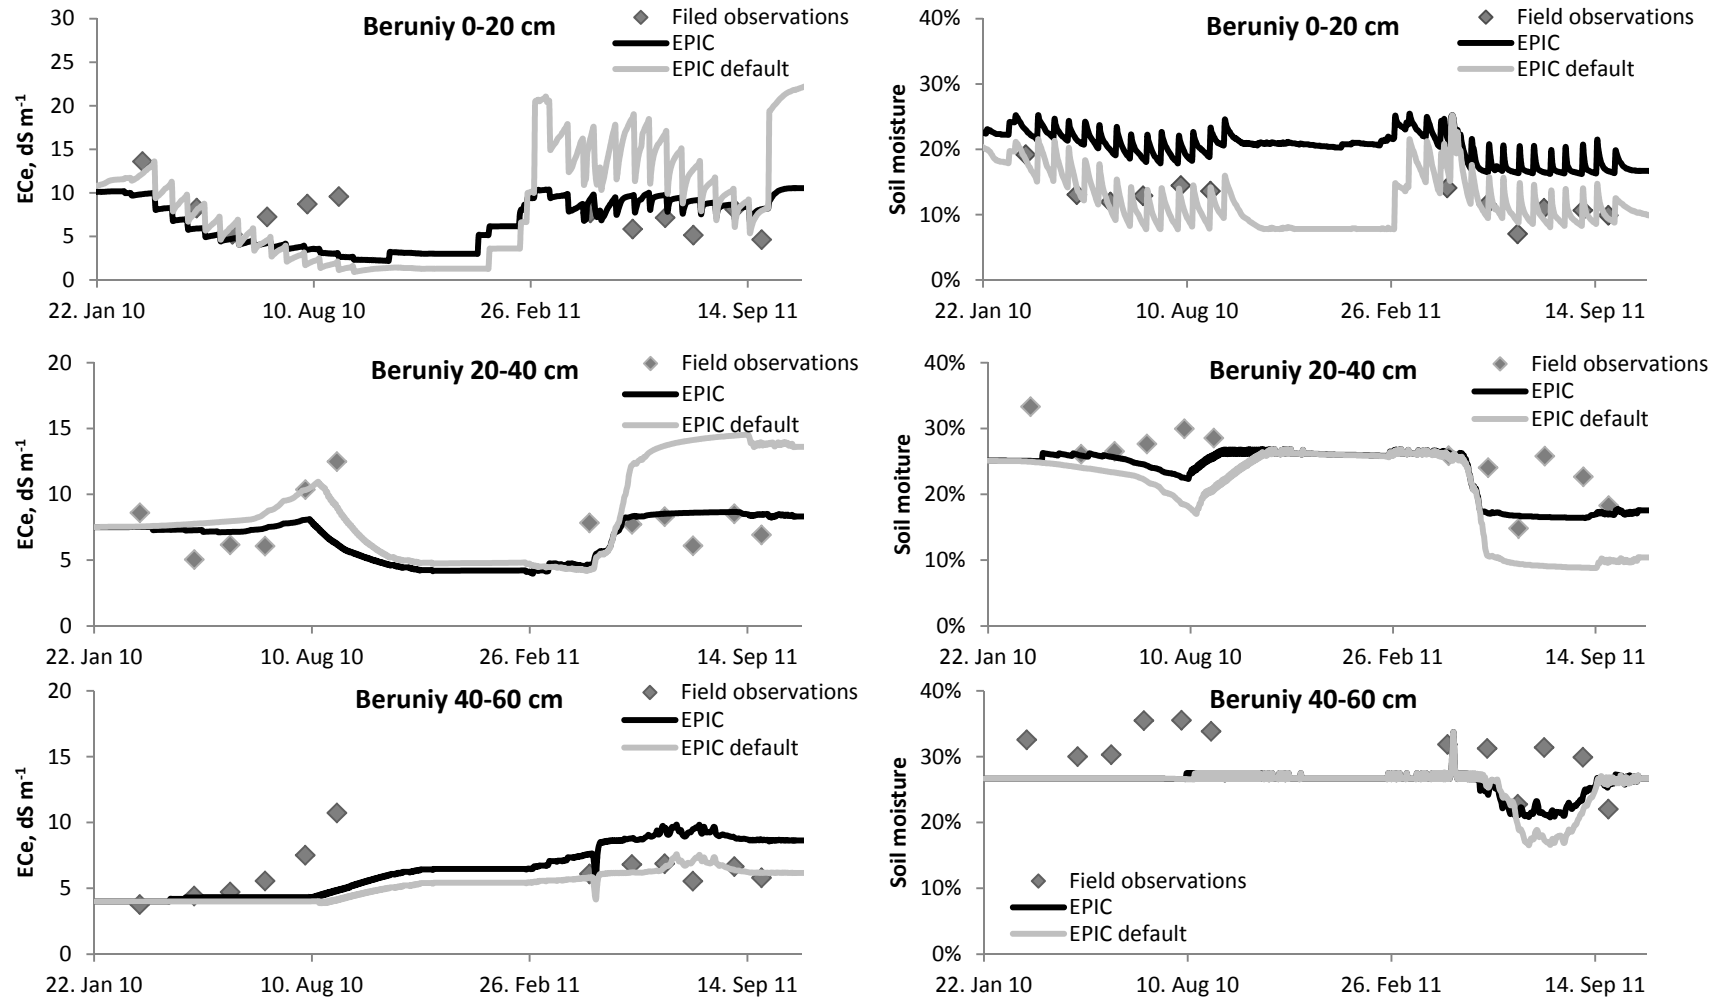 Beruniy 0-20 cm
Filed observations
EPIC
EPIC default
ECe, dS m-1
30
25
20
15
10
5
0
22. Jan 10
10. Aug 10
26. Feb 11
14. Sep 11
Beruniy 0-20 cm
Field observations
EPIC
EPIC default
Soil moisture
40%
30%
20%
10%
0%
22. Jan 10
10. Aug 10
26. Feb 11
14. Sep 11
Beruniy 20-40 cm
Field observations
EPIC
EPIC default
ECe, dS m-1
20
15
10
5
0
22. Jan 10
10. Aug 10
26. Feb 11
14. Sep 11
Beruniy 20-40 cm
Field observations
EPIC
EPIC default
Soil moiture
40%
30%
20%
10%
0%
22. Jan 10
10. Aug 10
26. Feb 11
14. Sep 11
Beruniy 40-60 cm
Field observations
EPIC
EPIC default
ECe, dS m-1
20
15
10
5
0
22. Jan 10
10. Aug 10
26. Feb 11
14. Sep 11
Beruniy 40-60 cm
Field observations
EPIC
EPIC default
Soil moisture
40%
30%
20%
10%
0%
22. Jan 10
10. Aug 10
26. Feb 11
14. Sep 11